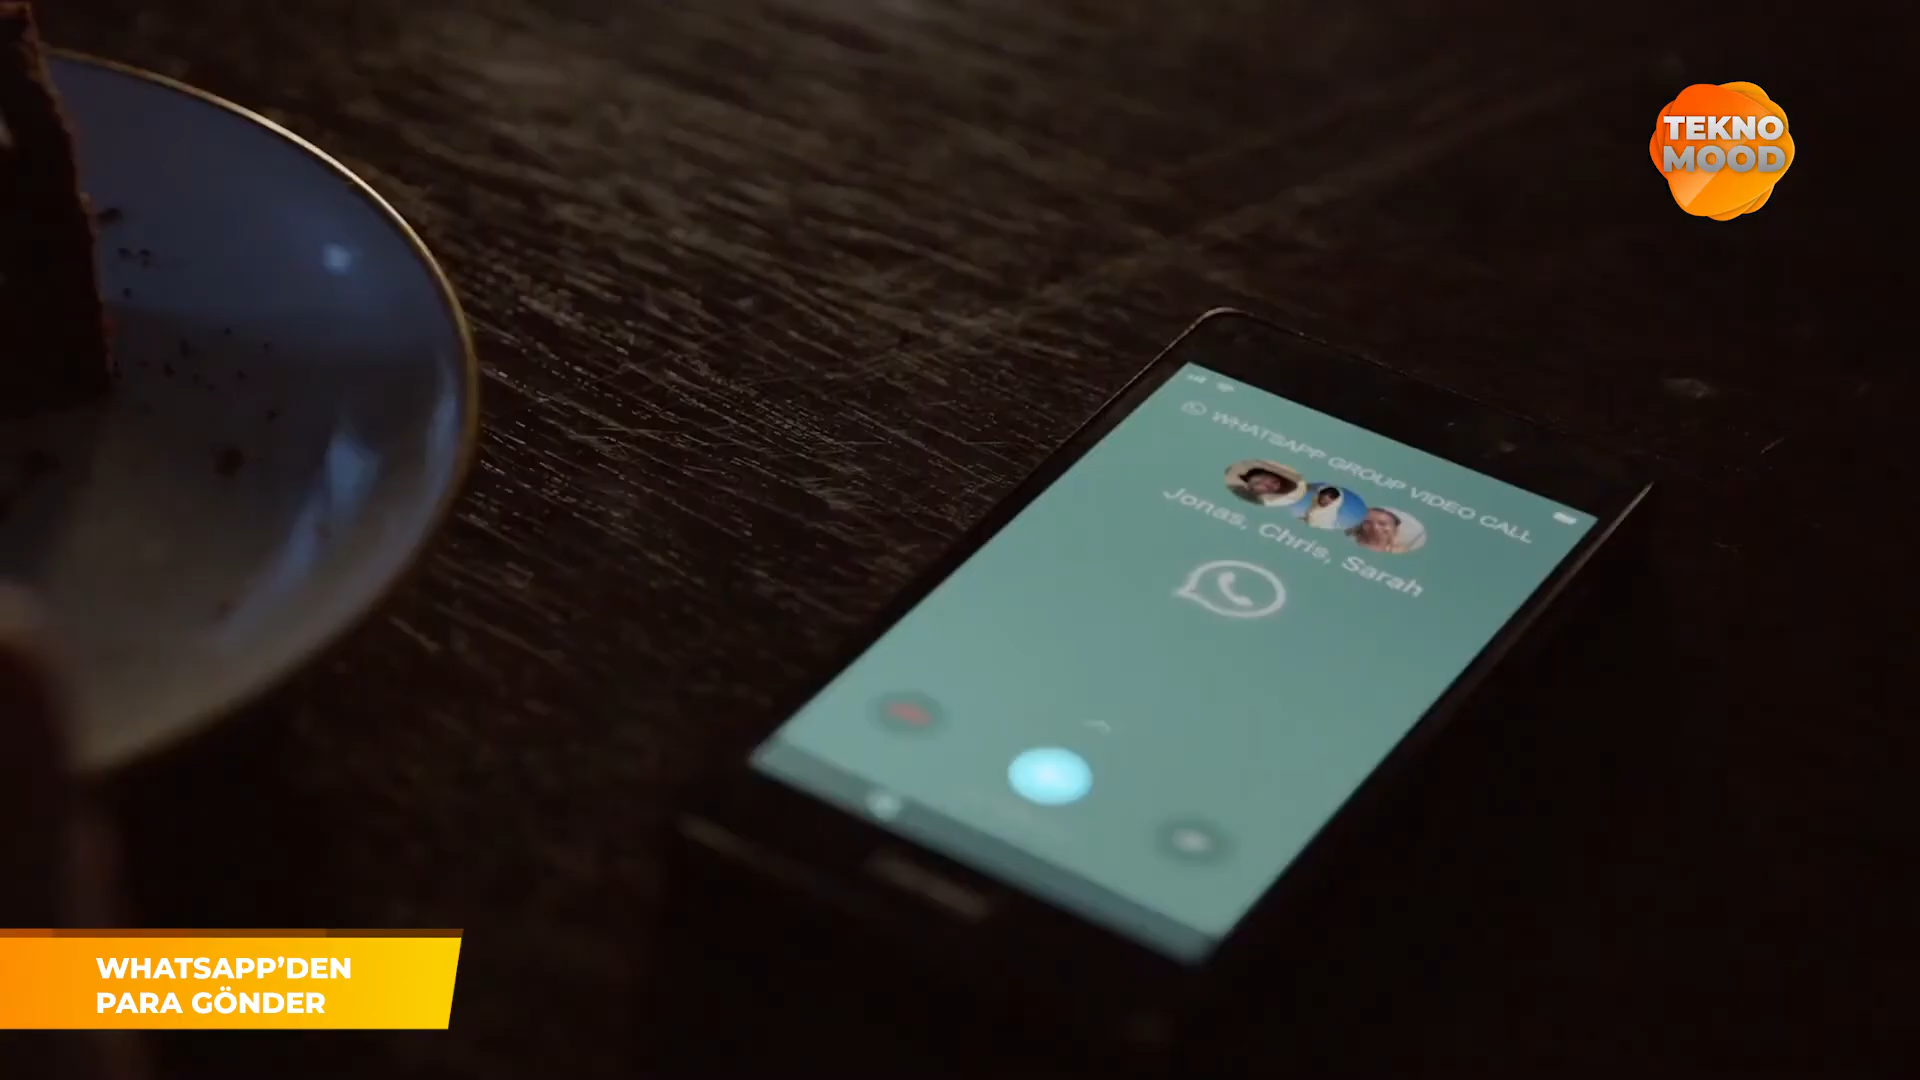 TEKNO
MOOD
WHATSAPP GROUP VIDEO CALL
Jonas, Chris, Sarah
WHATSAPP'DEN
PARA GÖNDER